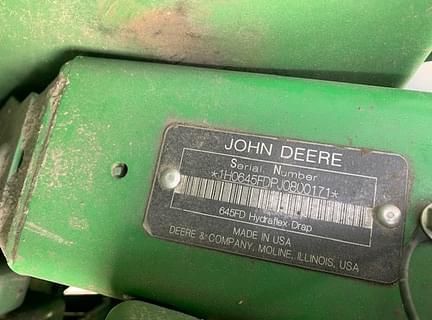 JOHN DEERE
Serial Number
*1H0645FDPJ0800171*
645FD Hydraflex Drap
MADE IN USA
DEERE & COMPANY, MOLINE, ILLINOIS, USA